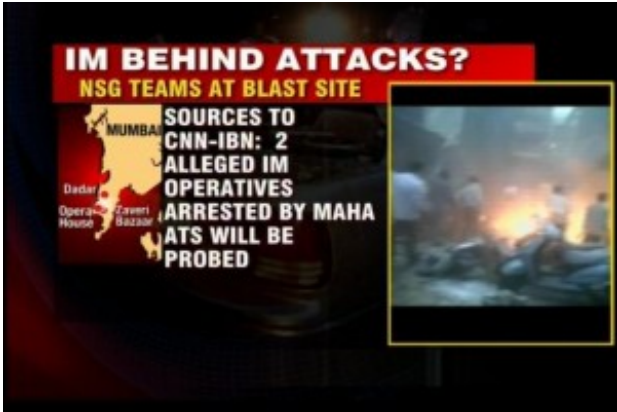 IM BEHIND ATTACKS?
NSG TEAMS AT BLAST SITE
MUMBAI
Dadar
Opera
House
Zaveri
Bazaar
SOURCES TO
CNN-IBN: 2
ALLEGED IM
OPERATIVES
ARRESTED BY MAHA
ATS WILL BE
PROBED